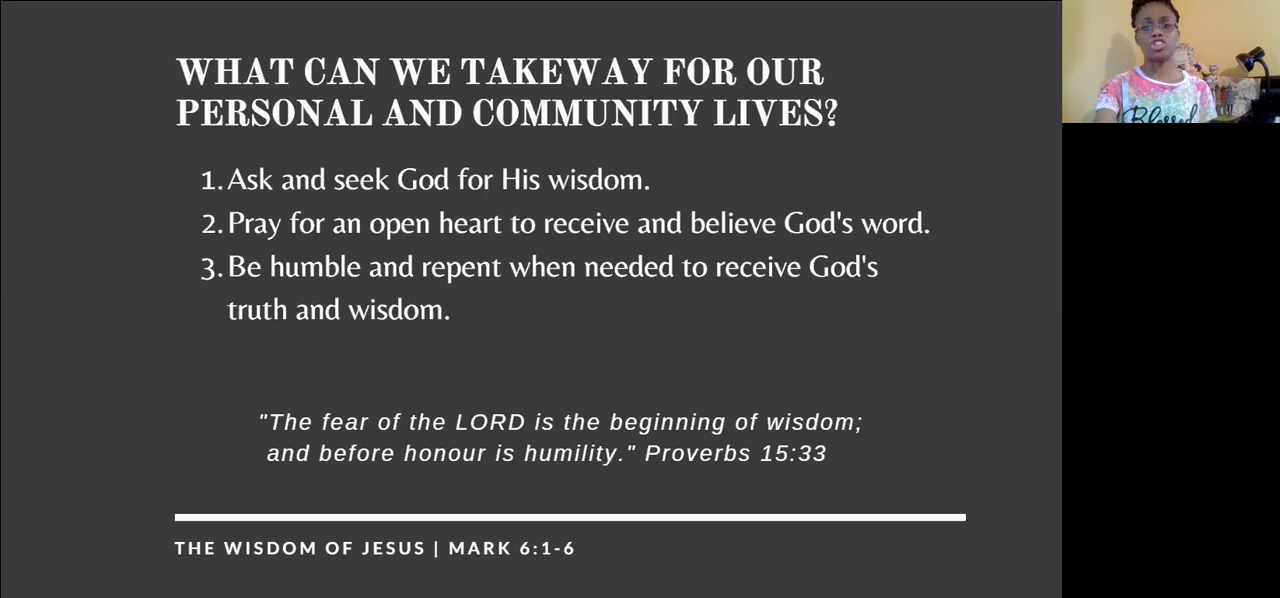 WHAT CAN WE TAKEWAY FOR OUR
PERSONAL AND COMMUNITY LIVES?
1. Ask and seek God for His wisdom.
2. Pray for an open heart to receive and believe God's word.
3. Be humble and repent when needed to receive God's
truth and wisdom.
"The fear of the LORD is the beginning of wisdom;
and before honour is humility." Proverbs 15:33
THE WISDOM OF JESUS | MARK 6:1-6
Blessed